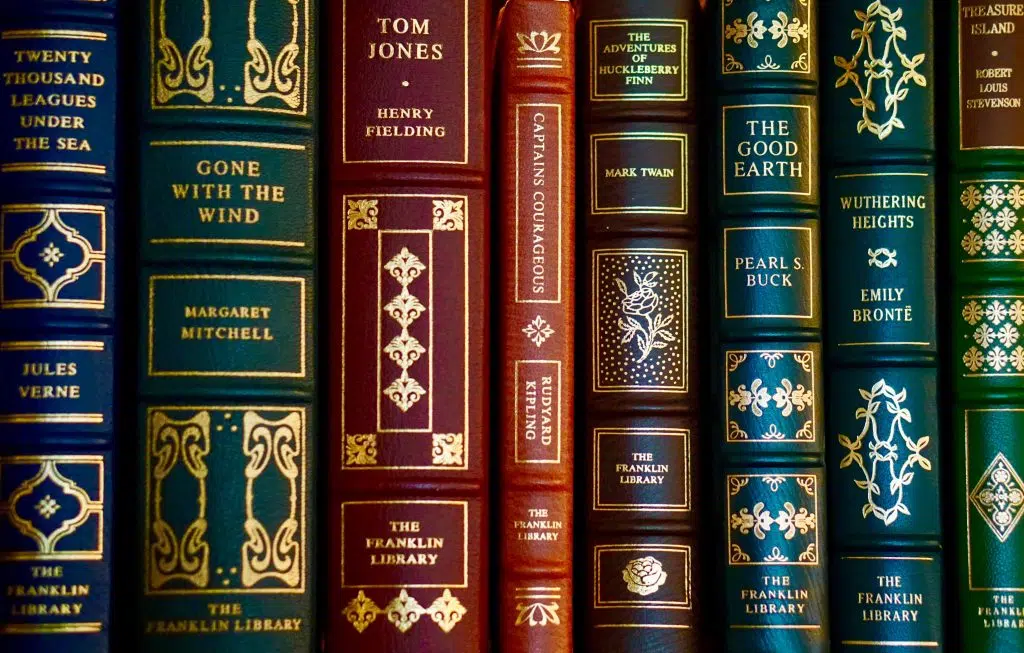 TWENTY
THOUSAND
LEAGUES
UNDER
THE SEA
JULES
VERNE
THE
FRANKLIN
LIBRARY
GONE
WITH THE
WIND
MARGARET
MITCHELL
THE
FRANKLIN LIBRARY
TOM
JONES
HENRY
FIELDING
THE
FRANKLIN
LIBRARY
CAPTAINS COURAGEOUS
RUDYARD
KIPLING
THE
FRANKLIN
LIBRARY
THE
ADVENTURES
OF
HUCKLEBERRY
FINN
MARK TWAIN
THE
FRANKLIN
LIBRARY
THE
GOOD
EARTH
PEARL S.
BUCK
THE
FRANKLIN
LIBRARY
WUTHERING
HEIGHTS
EMILY
BRONTË
THE
FRANKLIN
LIBRARY
TREASURE
ISLAND
ROBERT
LOUIS
STEVENSON
THE
FRANKLIN
LIBRARY